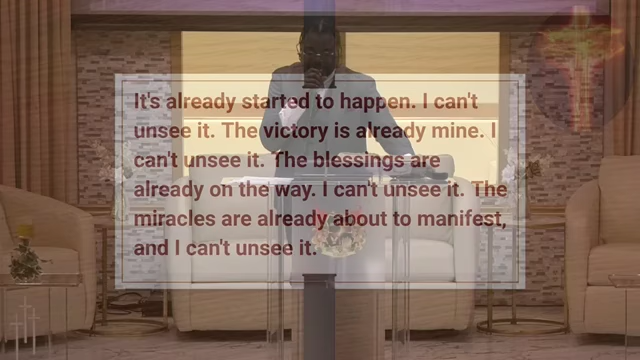 It's already started to happen. I can't
unsee it. The victory is already mine. I
can't unsee it. The blessings are
already on the way. I can't unsee it. The
miracles are already about to manifest,
and I can't unsee it.